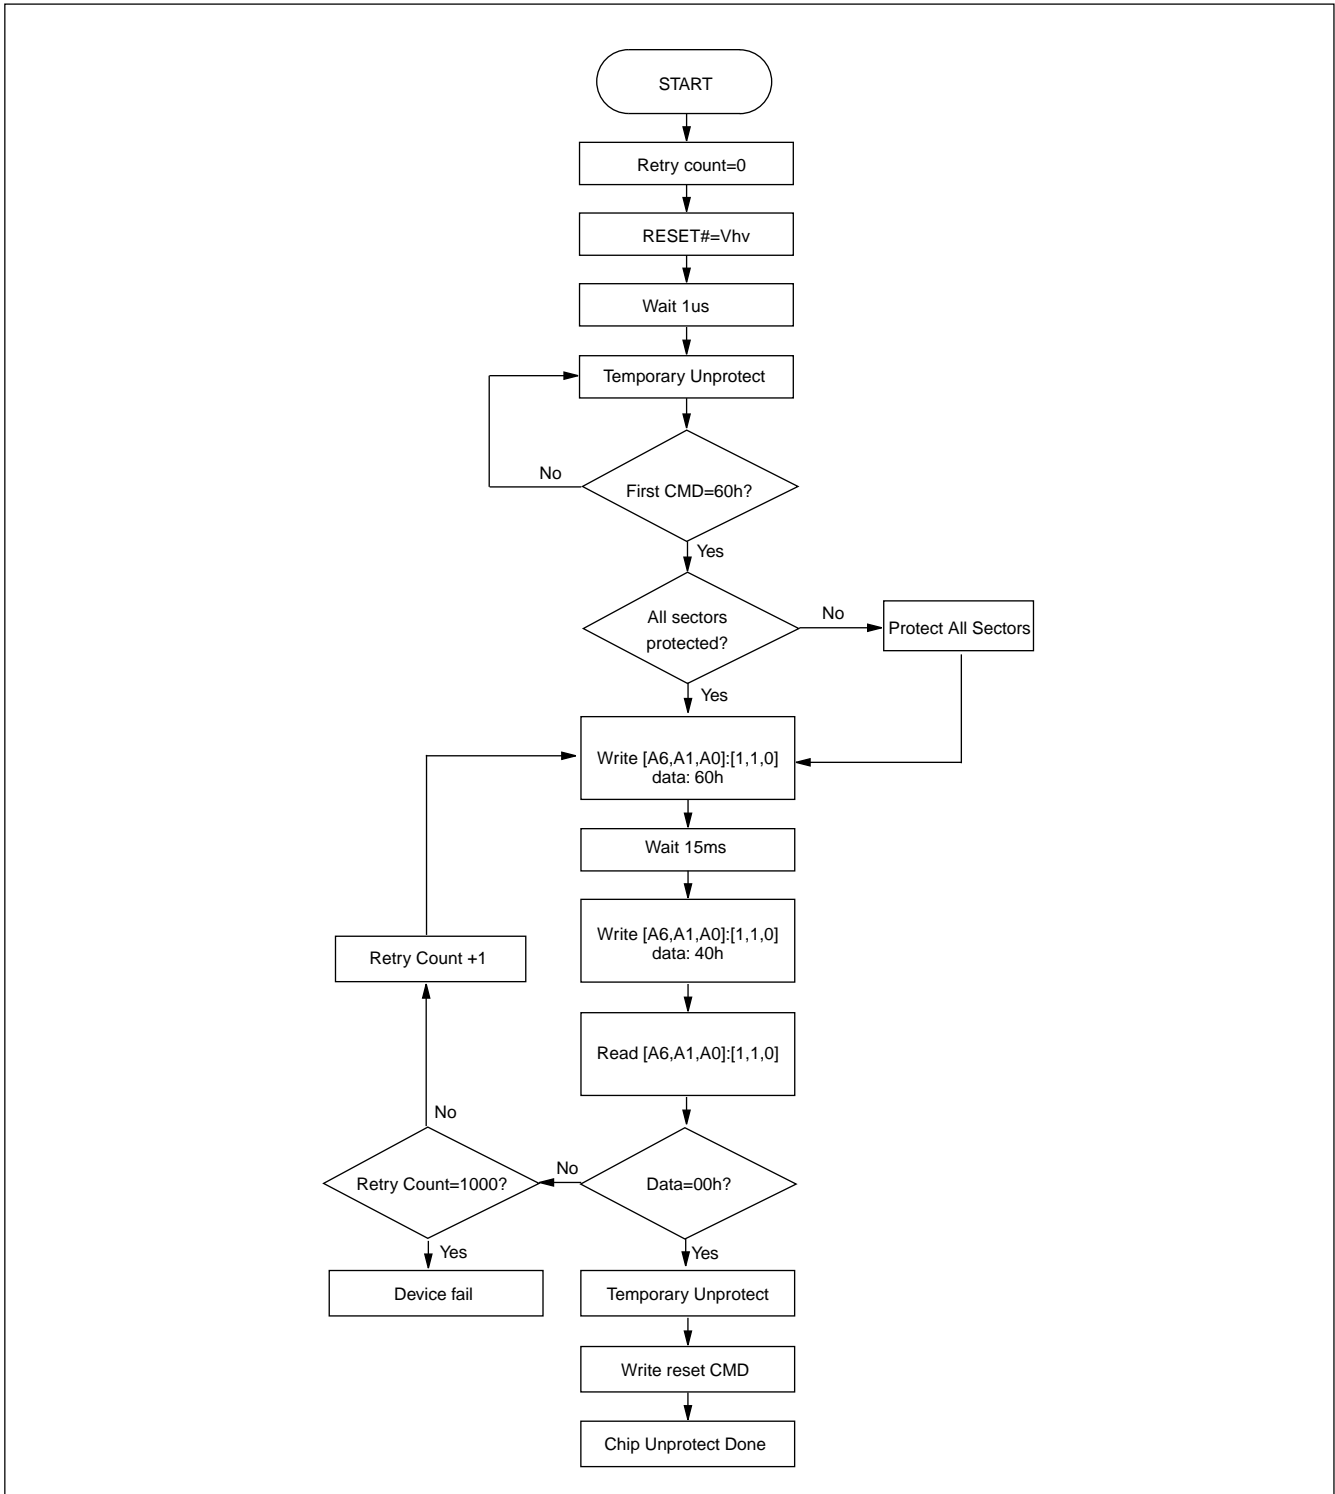 START
Retry count=0
RESET#=Vhv
Wait 1us
Temporary Unprotect
No
First CMD=60h?
Yes
All sectors
protected?
No
Protect All Sectors
Yes
Write [A6,A1,A0]:[1,1,0]
data: 60h
Wait 15ms
Write [A6,A1,A0]:[1,1,0]
data: 40h
Retry Count +1
Read [A6,A1,A0]:[1,1,0]
No
Retry Count=1000?
No
Data=00h?
Yes
Yes
Device fail
Temporary Unprotect
Write reset CMD
Chip Unprotect Done